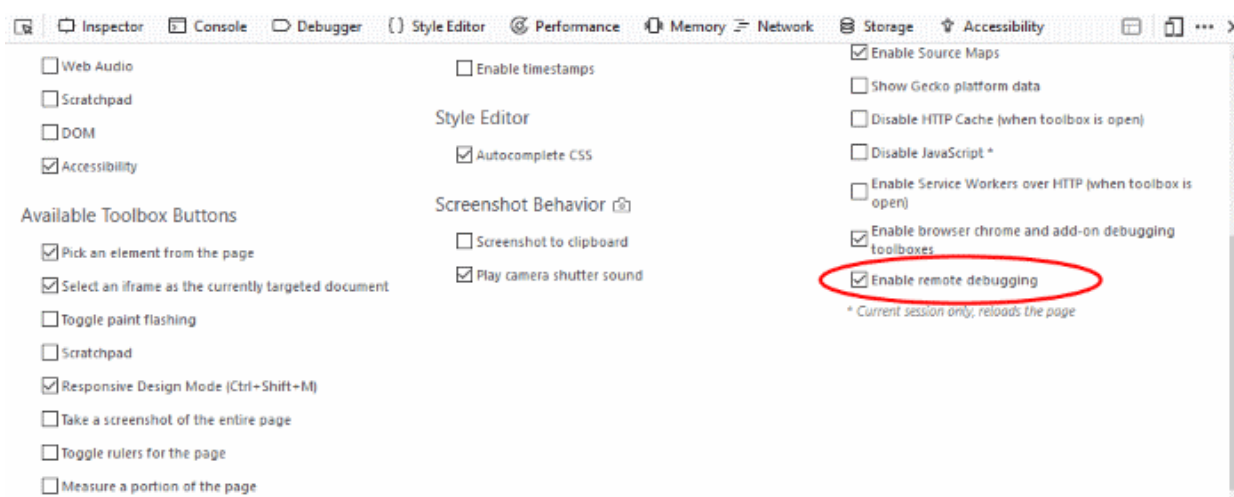 Inspector Console Debugger Style Editor Performance Memory Network Storage Accessibility
Web Audio
Scratchpad
DOM
Accessibility
Available Toolbox Buttons
Pick an element from the page
Select an iframe as the currently targeted document
Toggle paint flashing
Scratchpad
Responsive Design Mode (Ctrl+Shift+M)
Take a screenshot of the entire page
Toggle rulers for the page
Measure a portion of the page
Enable timestamps
Style Editor
Autocomplete CSS
Screenshot Behavior
Screenshot to clipboard
Play camera shutter sound
Enable Source Maps
Show Gecko platform data
Disable HTTP Cache (when toolbox is open)
Disable JavaScript *
Enable Service Workers over HTTP (when toolbox is
open)
Enable browser chrome and add-on debugging
toolboxes
Enable remote debugging
* Current session only, reloads the page